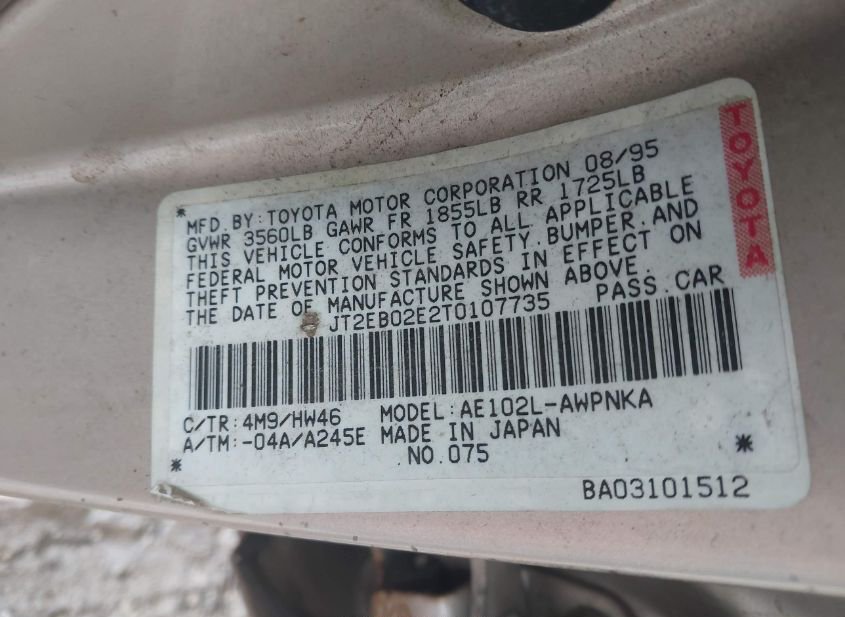 TOYOTA
MFD.BY:TOYOTA MOTOR CORPORATION 08/95
GVWR 3560LB GAWR FR 1855LB RR 1725LB
THIS VEHICLE CONFORMS TO ALL APPLICABLE
FEDERAL MOTOR VEHICLE SAFETY.BUMPER.AND
THEFT PREVENTION STANDARDS IN EFFECT ON
THE DATE OF MANUFACTURE SHOWN ABOVE.
JT2EB02E2T0107735 PASS.CAR
C/TR:4M9/HW46 MODEL:AE102L-AWPNKA
A/TM:-04A/A245E MADE IN JAPAN
NO.075
BA03101512